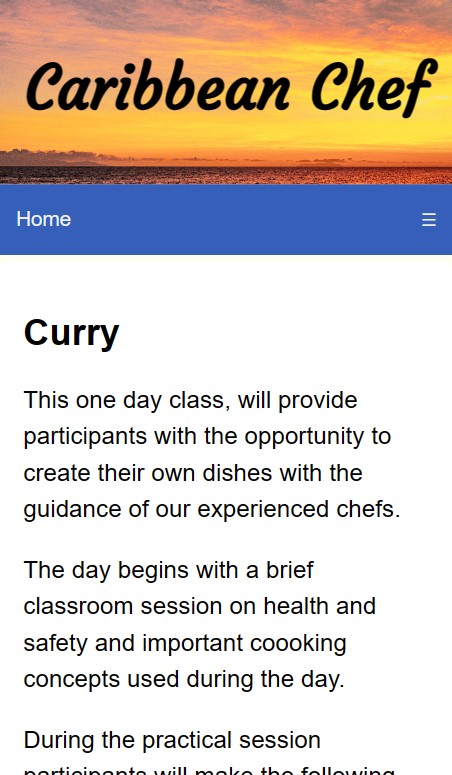 Caribbean Chef
Home ☰
Curry
This one day class, will provide
participants with the opportunity to
create their own dishes with the
guidance of our experienced chefs.
The day begins with a brief
classroom session on health and
safety and important coooking
concepts used during the day.
During the practical session
participants will make the following